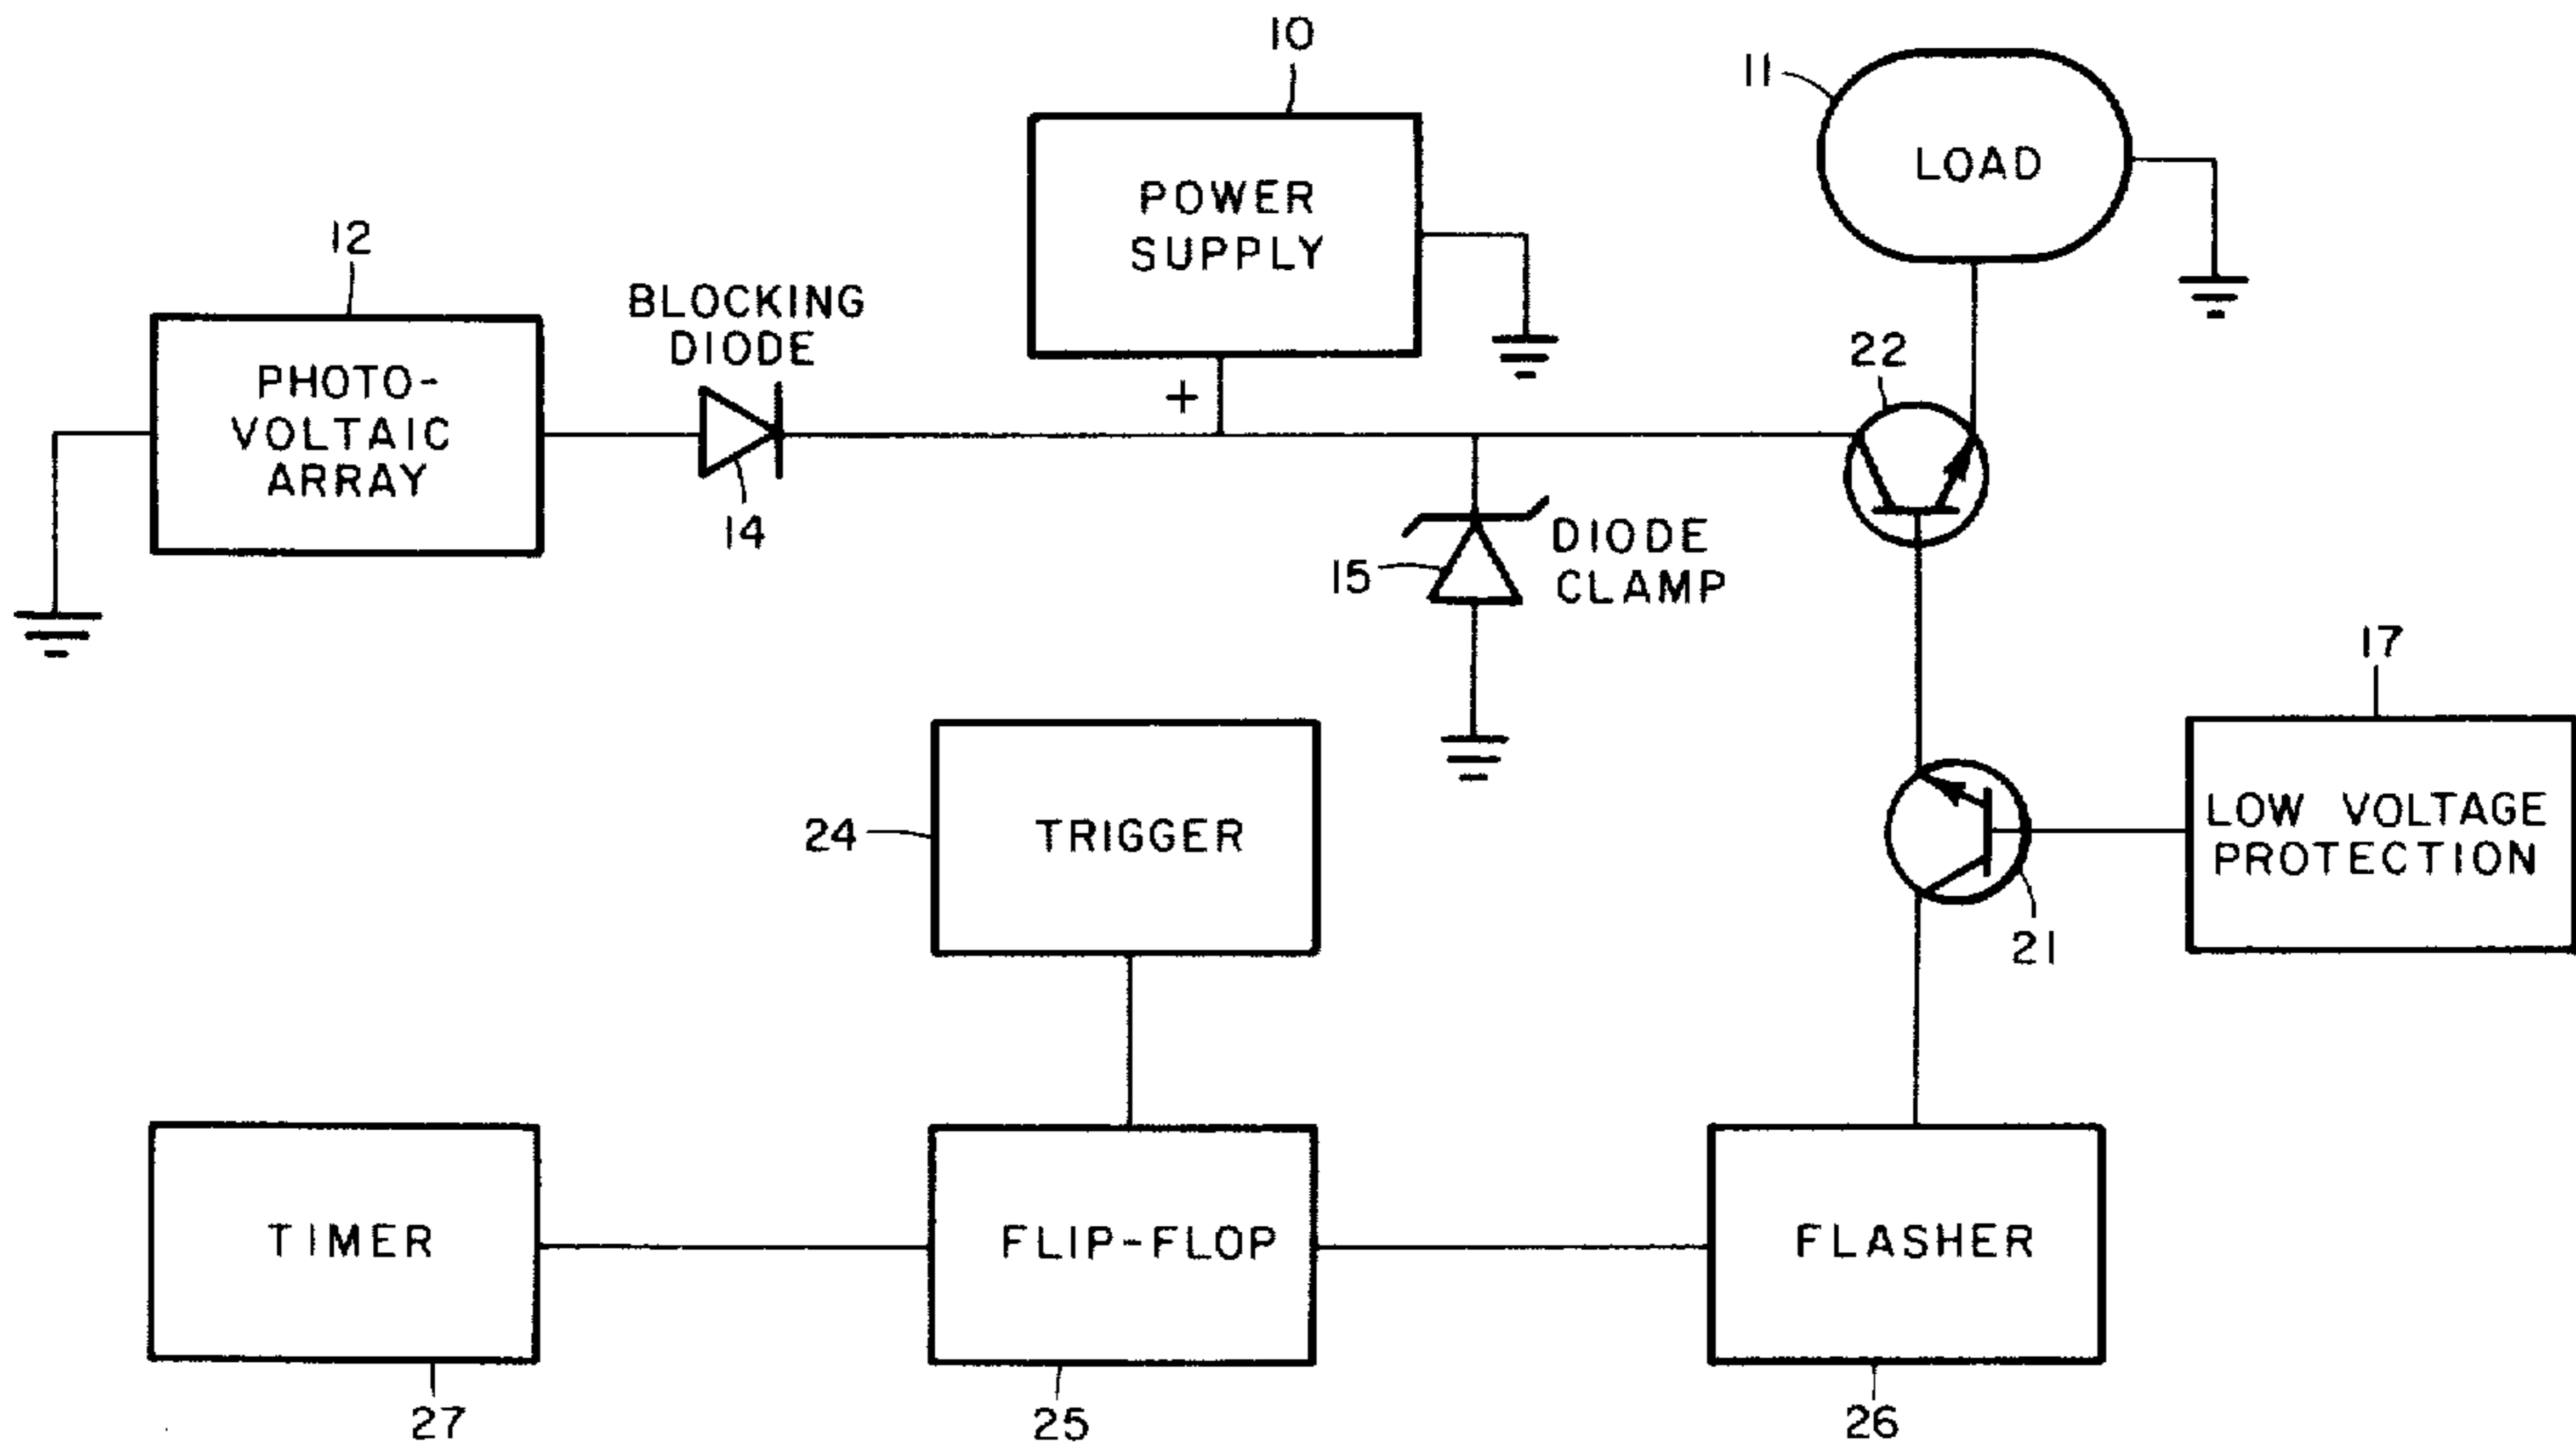 10
11
LOAD
POWER
SUPPLY
12
BLOCKING
DIODE
PHOTO-
VOLTAIC
ARRAY
14
+
22
DIODE
CLAMP
15
17
LOW VOLTAGE
PROTECTION
21
24
TRIGGER
TIMER
FLIP-FLOP
FLASHER
27
25
26